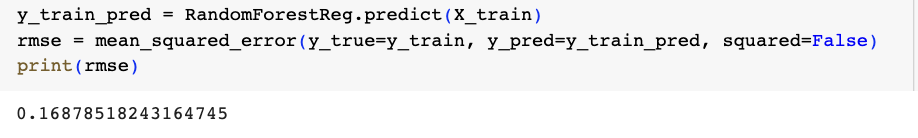 y_train_pred = RandomForestReg.predict(X_train)
rmse = mean_squared_error(y_true=y_train, y_pred=y_train_pred, squared=False)
print(rmse)
0.16878518243164745